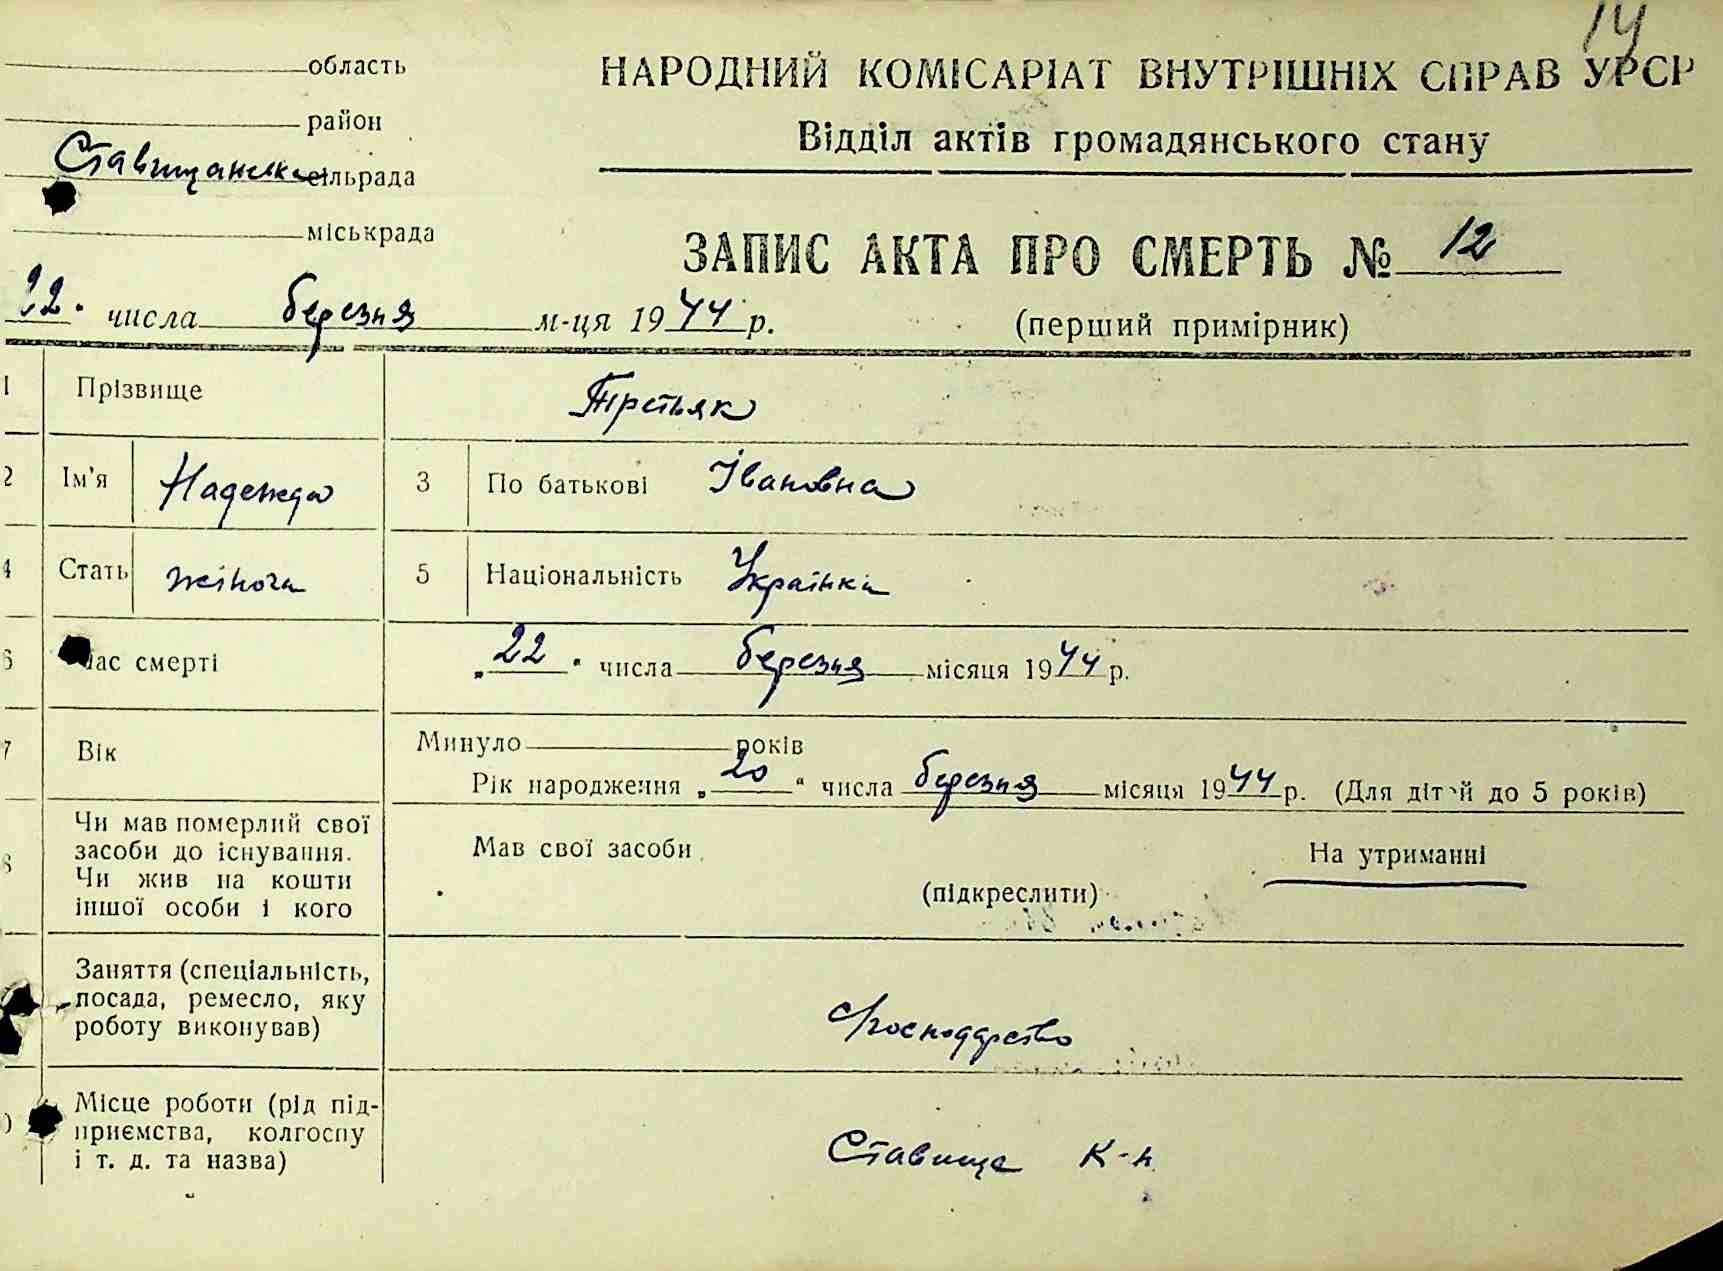 14
область
НАРОДНИЙ КОМІСАРІАТ ВНУТРІШНІХ СПРАВ УРСР
район
Відділ актів громадянського стану
Ставищанська сільрада
міськрада
ЗАПИС АКТА ПРО СМЕРТЬ № 12
22 " числа березня м-ця 1944 р.
(перший примірник)
1 Прізвище Третьяк
2 Ім'я Надежда 3 По батькові Івановна
4 Стать жіноча 5 Національність Українка
6 Час смерті „ 22 " числа березня місяця 1944 р.
7 Вік Минуло років
Рік народження „ 20 " числа березня місяця 1944 р. (Для дітей до 5 років)
8 Чи мав померлий свої
засоби до існування.
Чи жив на кошти
іншої особи і кого
Мав свої засоби На утриманні
(підкреслити)
Заняття (спеціальність,
посада, ремесло, яку
роботу виконував)
господарство
Місце роботи (рід під-
приємства, колгоспу
і т. д. та назва)
Ставище К-п